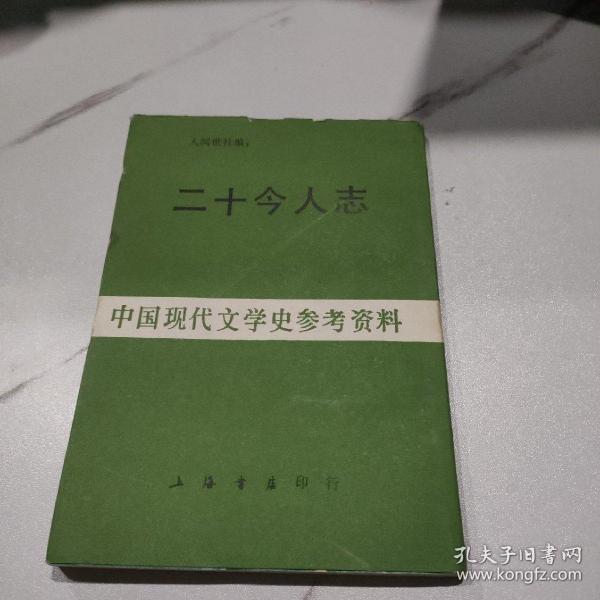 人间世社编：
二十今人志
中国现代文学史参考资料
上海书店印行
孔夫子旧书网
www.kongfz.com